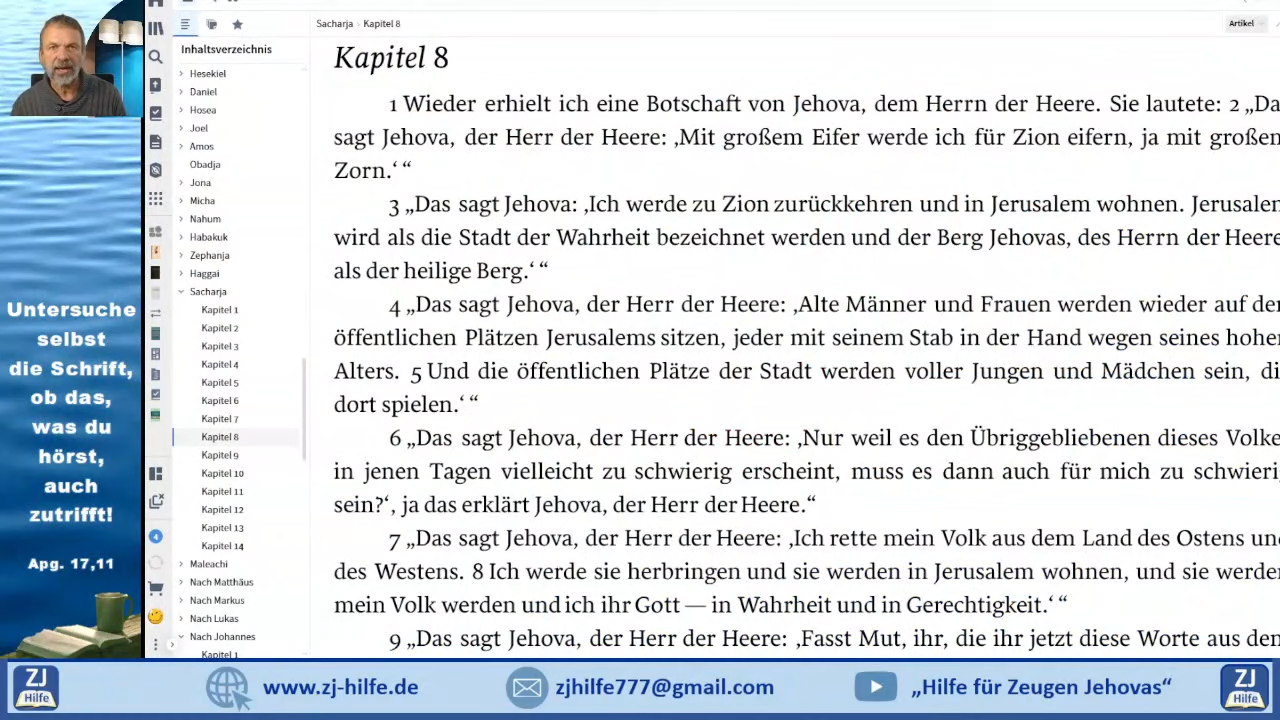 Untersuche
selbst
die Schrift,
ob das,
was du
hörst,
auch
zutrifft!
Apg. 17,11
Inhaltsverzeichnis
Hesekiel
Daniel
Hosea
Joel
Amos
Obadja
Jona
Micha
Nahum
Habakuk
Zephanja
Haggai
Sacharja
Kapitel 1
Kapitel 2
Kapitel 3
Kapitel 4
Kapitel 5
Kapitel 6
Kapitel 7
Kapitel 8
Kapitel 9
Kapitel 10
Kapitel 11
Kapitel 12
Kapitel 13
Kapitel 14
Maleachi
Nach Matthäus
Nach Markus
Nach Lukas
Nach Johannes
Kapitel 1
4
Sacharja › Kapitel 8
Artikel
Kapitel 8
1 Wieder erhielt ich eine Botschaft von Jehova, dem Herrn der Heere. Sie lautete: 2 „Da
sagt Jehova, der Herr der Heere: ‚Mit großem Eifer werde ich für Zion eifern, ja mit großen
Zorn.‘ “
3 „Das sagt Jehova: ‚Ich werde zu Zion zurückkehren und in Jerusalem wohnen. Jerusalen
wird als die Stadt der Wahrheit bezeichnet werden und der Berg Jehovas, des Herrn der Heere
als der heilige Berg.‘ “
4 „Das sagt Jehova, der Herr der Heere: ‚Alte Männer und Frauen werden wieder auf der
öffentlichen Plätzen Jerusalems sitzen, jeder mit seinem Stab in der Hand wegen seines hohen
Alters. 5 Und die öffentlichen Plätze der Stadt werden voller Jungen und Mädchen sein, di
dort spielen.‘ “
6 „Das sagt Jehova, der Herr der Heere: ‚Nur weil es den Übriggebliebenen dieses Volke
in jenen Tagen vielleicht zu schwierig erscheint, muss es dann auch für mich zu schwierig
sein?‘, ja das erklärt Jehova, der Herr der Heere.“
7 „Das sagt Jehova, der Herr der Heere: ‚Ich rette mein Volk aus dem Land des Ostens und
des Westens. 8 Ich werde sie herbringen und sie werden in Jerusalem wohnen, und sie werden
mein Volk werden und ich ihr Gott — in Wahrheit und in Gerechtigkeit.‘ “
9 „Das sagt Jehova, der Herr der Heere: ‚Fasst Mut, ihr, die ihr jetzt diese Worte aus den
ZJ
Hilfe
www.zj-hilfe.de
zjhilfe777@gmail.com
„Hilfe für Zeugen Jehovas“
ZJ
Hilfe